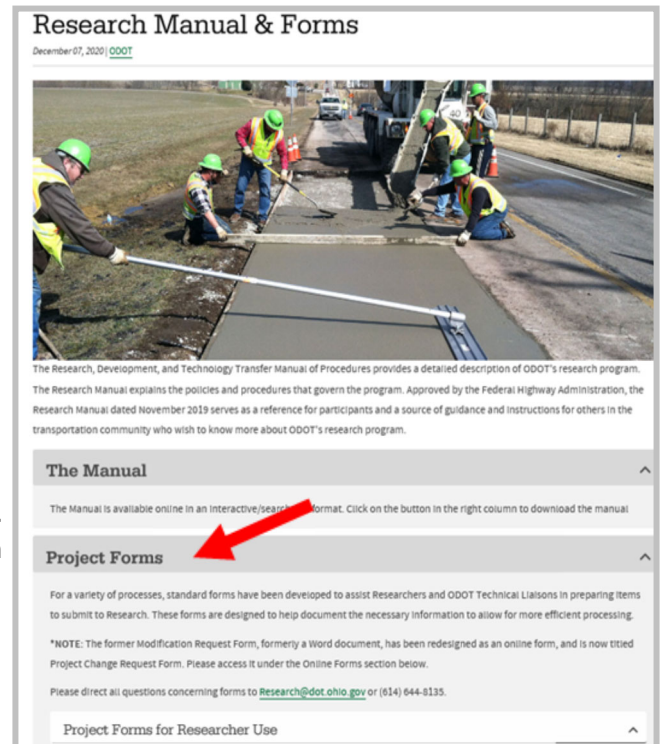 Research Manual & Forms
December 07, 2020 | ODOT
40
The Research, Development, and Technology Transfer Manual of Procedures provides a detailed description of ODOT's research program.
The Research Manual explains the policies and procedures that govern the program. Approved by the Federal Highway Administration, the
Research Manual dated November 2019 serves as a reference for participants and a source of guidance and instructions for others in the
transportation community who wish to know more about ODOT's research program.
The Manual
The Manual is available online in an interactive/ format. Click on the button in the right column to download the manual
Project Forms
For a variety of processes, standard forms have been developed to assist Researchers and ODOT Technical Liaisons in preparing items
to submit to Research. These forms are designed to help document the necessary information to allow for more efficient processing.
*NOTE: The former Modification Request Form, formerly a Word document, has been redesigned as an online form, and is now titled
Project Change Request Form. Please access it under the Online Forms section below.
Please direct all questions concerning forms to Research@dot.ohio.gov or (614) 644-8135.
Project Forms for Researcher Use